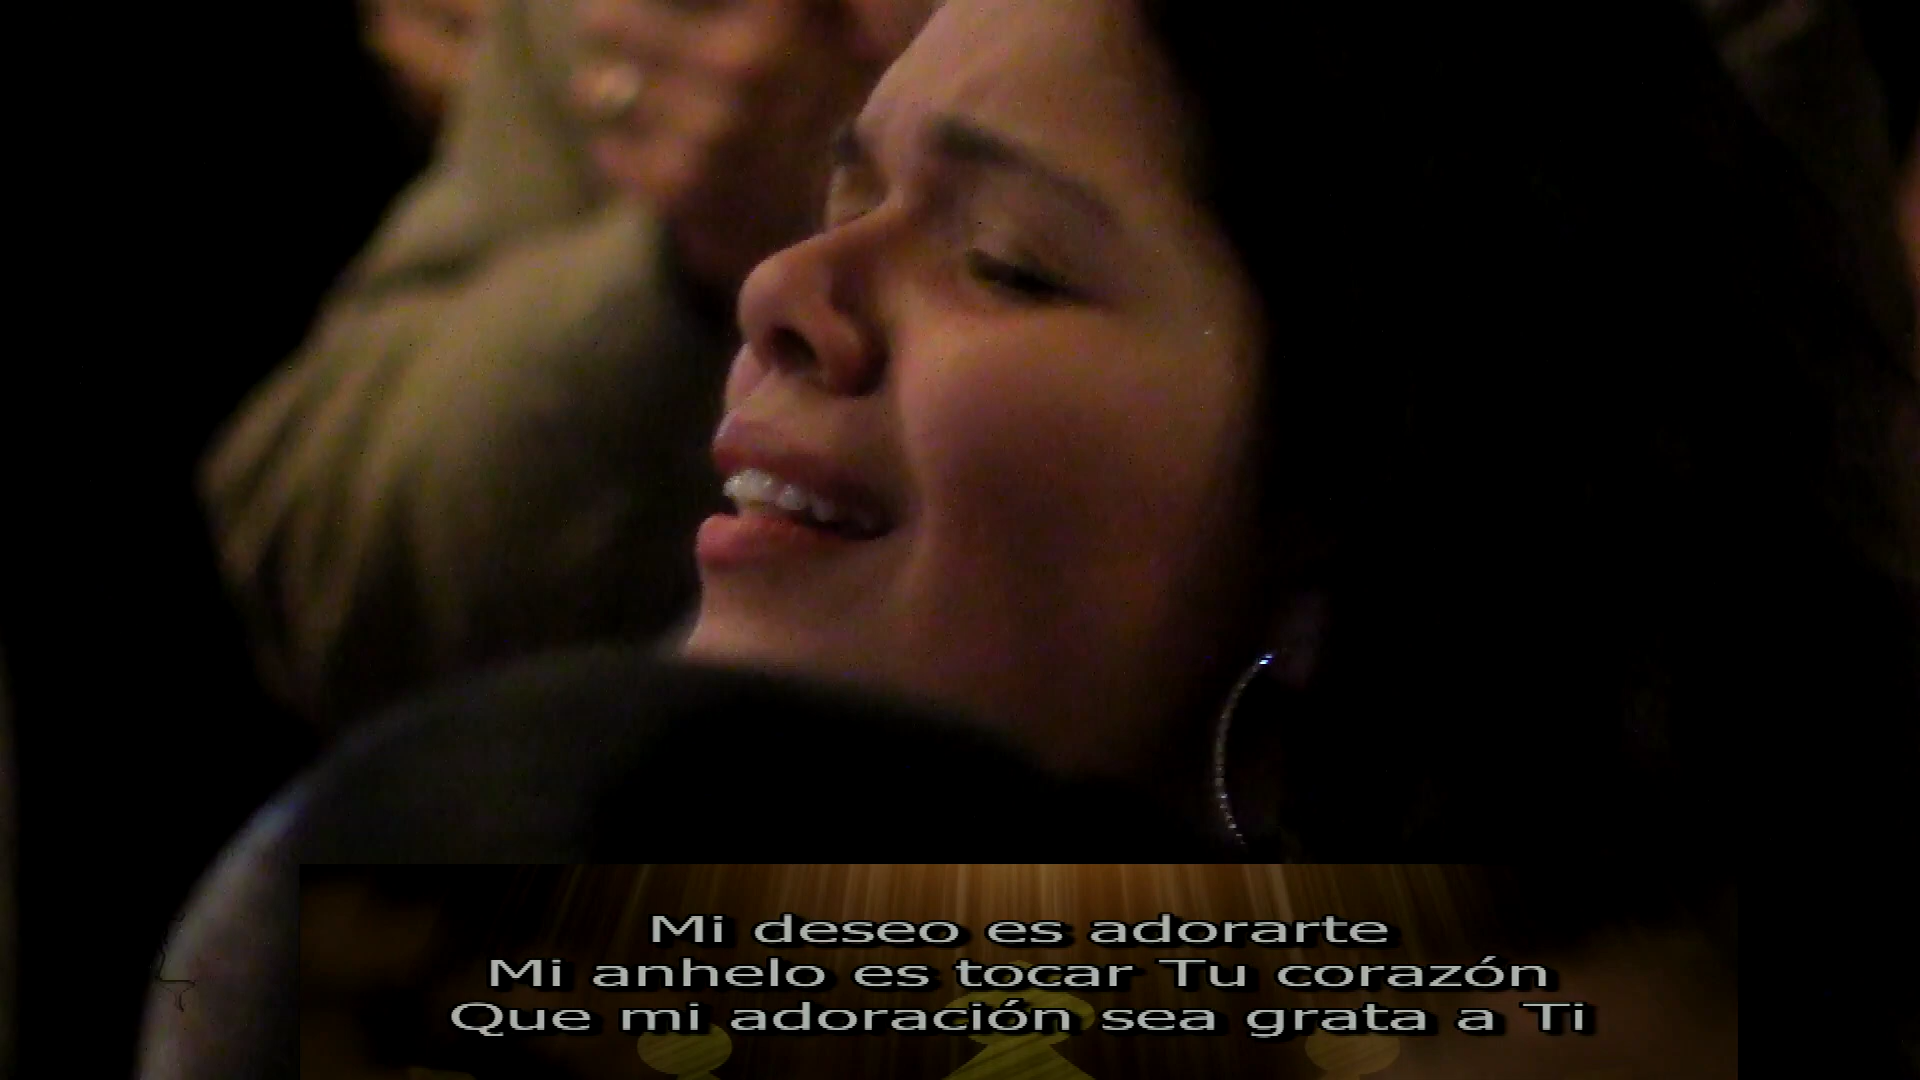 Mi deseo es adorarte
Mi anhelo es tocar Tu corazón
Que mi adoración sea grata a Ti